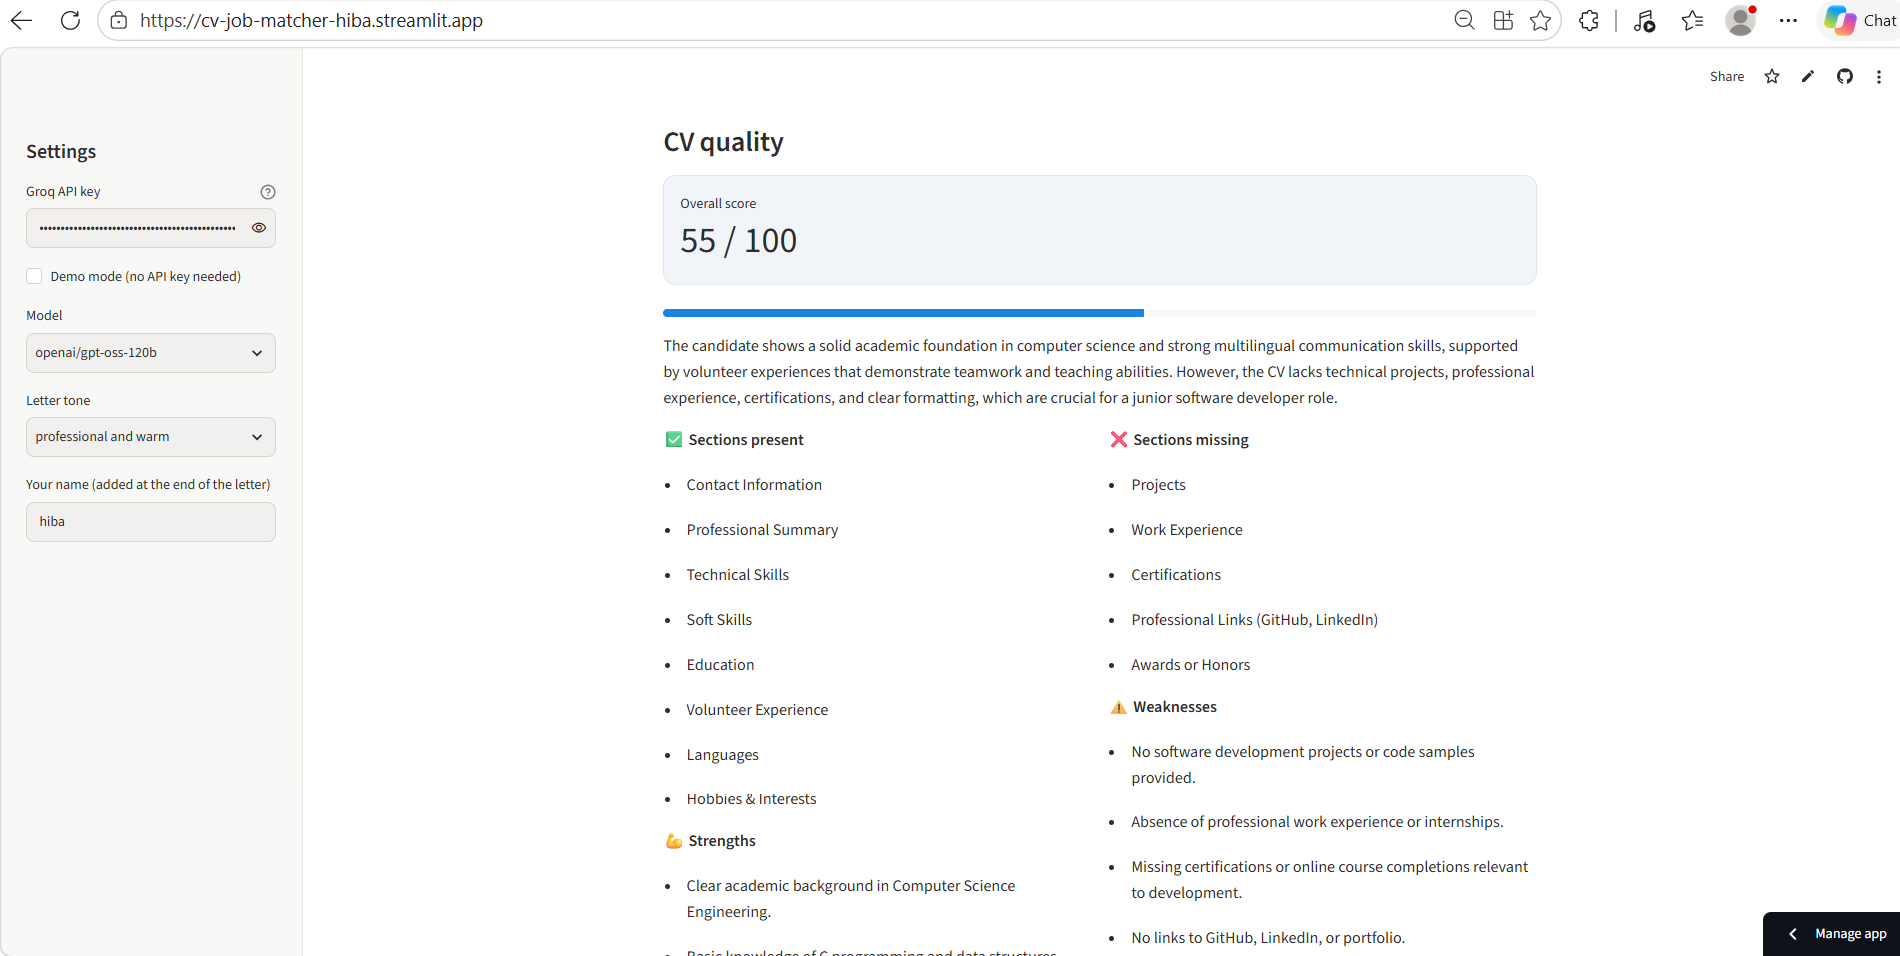 https://cv-job-matcher-hiba.streamlit.app
Chat
Share
Settings
Groq API key
Demo mode (no API key needed)
Model
openai/gpt-oss-120b
Letter tone
professional and warm
Your name (added at the end of the letter)
hiba
CV quality
Overall score
55 / 100
The candidate shows a solid academic foundation in computer science and strong multilingual communication skills, supported
by volunteer experiences that demonstrate teamwork and teaching abilities. However, the CV lacks technical projects, professional
experience, certifications, and clear formatting, which are crucial for a junior software developer role.
Sections present
Contact Information
Professional Summary
Technical Skills
Soft Skills
Education
Volunteer Experience
Languages
Hobbies & Interests
Strengths
Clear academic background in Computer Science
Engineering.
Basic knowledge of C programming and data structures
Sections missing
Projects
Work Experience
Certifications
Professional Links (GitHub, LinkedIn)
Awards or Honors
Weaknesses
No software development projects or code samples
provided.
Absence of professional work experience or internships.
Missing certifications or online course completions relevant
to development.
No links to GitHub, LinkedIn, or portfolio.
Manage app